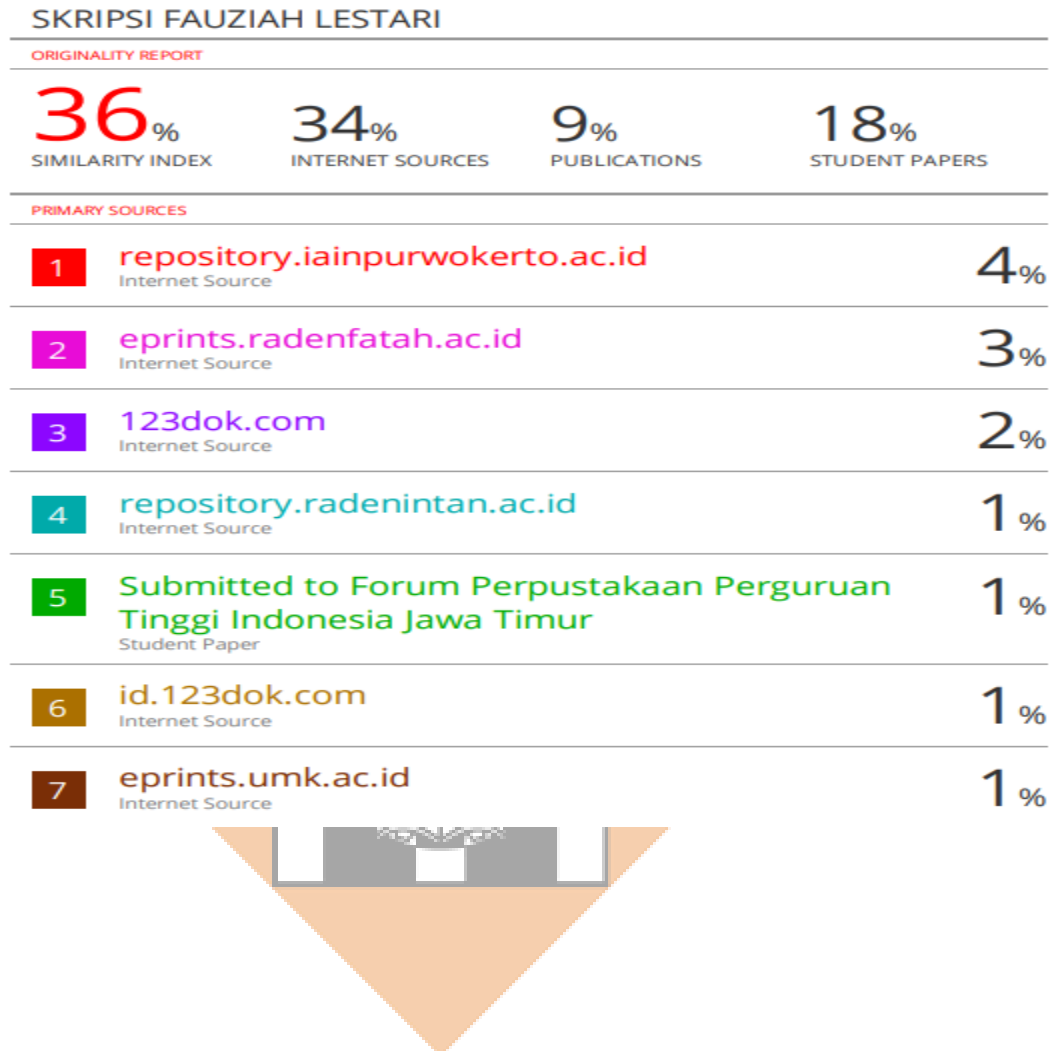 SKRIPSI FAUZIAH LESTARI
ORIGINALITY REPORT
36% 34% 9% 18%
SIMILARITY INDEX INTERNET SOURCES PUBLICATIONS STUDENT PAPERS
PRIMARY SOURCES
1 repository.iainpurwokerto.ac.id 4%
Internet Source
2 eprints.radenfatah.ac.id 3%
Internet Source
3 123dok.com 2%
Internet Source
4 repository.radenintan.ac.id 1%
Internet Source
5 Submitted to Forum Perpustakaan Perguruan 1%
Tinggi Indonesia Jawa Timur
Student Paper
6 id.123dok.com 1%
Internet Source
7 eprints.umk.ac.id 1%
Internet Source